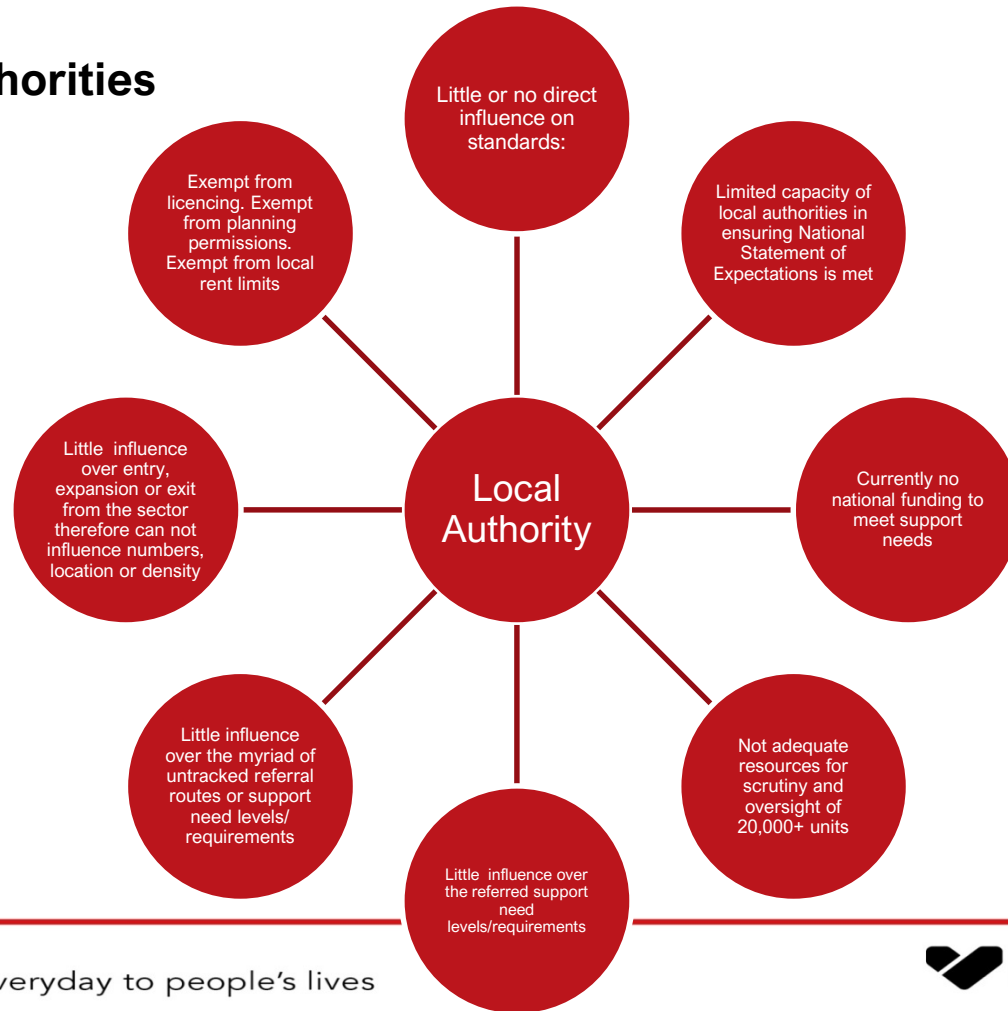 horities
Little or no direct
influence on
standards:
Exempt from
licencing. Exempt
from planning
permissions.
Exempt from local
rent limits
Limited capacity of
local authorities in
ensuring National
Statement of
Expectations is met
Little  influence
over entry,
expansion or exit
from the sector
therefore can not
influence numbers,
location or density
Local
Authority
Currently no
national funding to
meet support
needs
Little influence
over the myriad of
untracked referral
routes or support
need levels/
requirements
Not adequate
resources for
scrutiny and
oversight of
20,000+ units
Little  influence over
the referred support
need
levels/requirements
veryday to people's lives